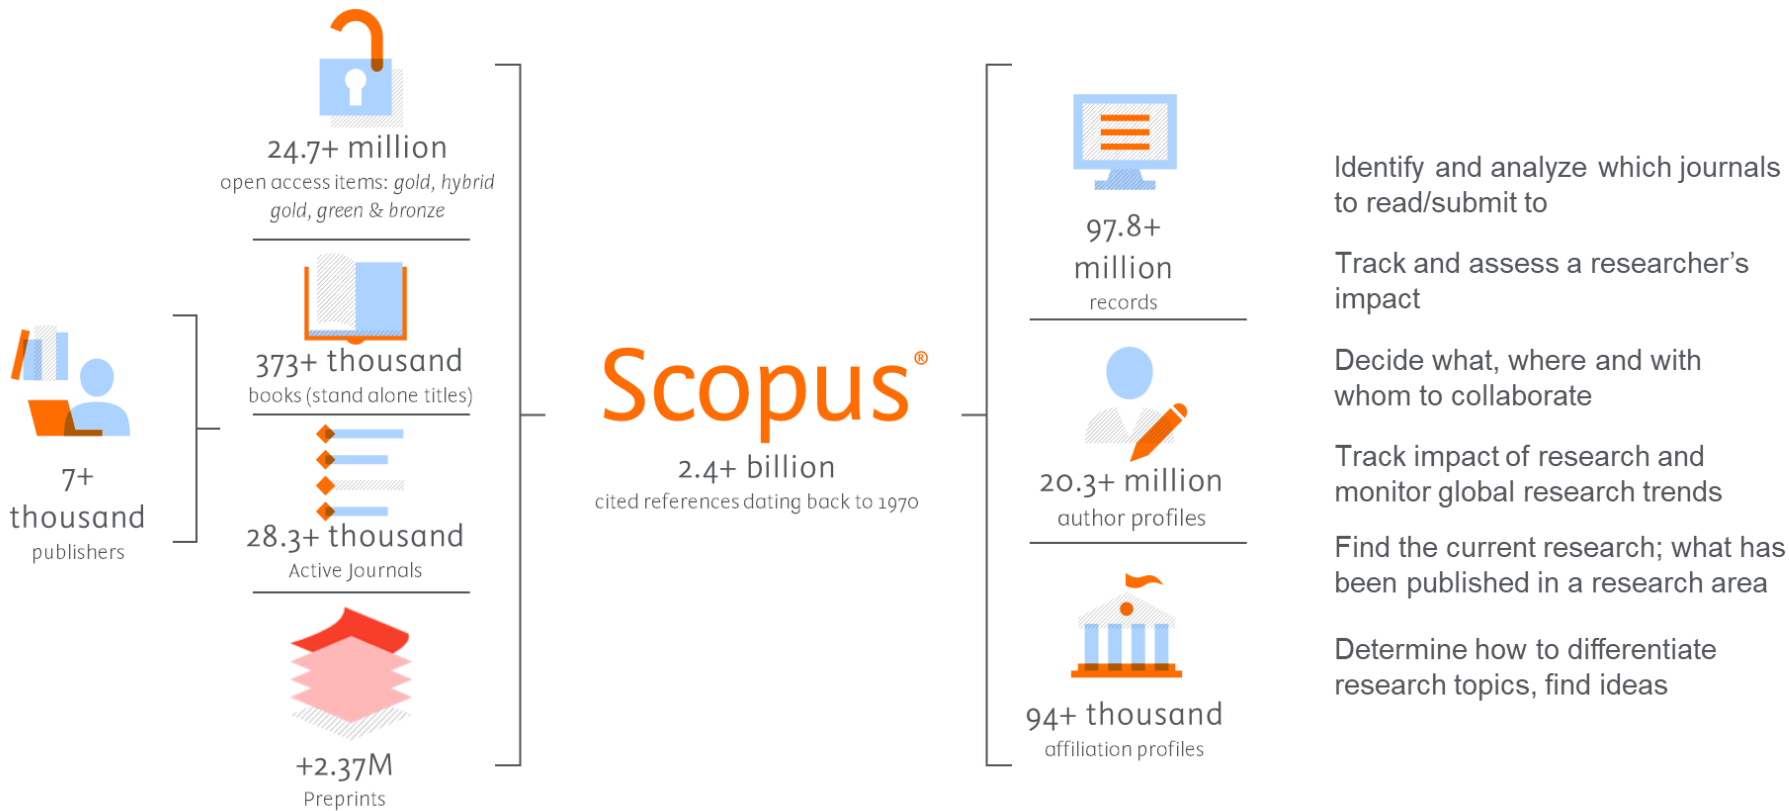 7+
thousand
publishers
24.7+ million
open access items: gold, hybrid
gold, green & bronze
373+ thousand
books (stand alone titles)
28.3+ thousand
Active Journals
+2.37M
Preprints
Scopus®
2.4+ billion
cited references dating back to 1970
97.8+
million
records
20.3+ million
author profiles
94+ thousand
affiliation profiles
Identify and analyze which journals
to read/submit to
Track and assess a researcher’s
impact
Decide what, where and with
whom to collaborate
Track impact of research and
monitor global research trends
Find the current research; what has
been published in a research area
Determine how to differentiate
research topics, find ideas